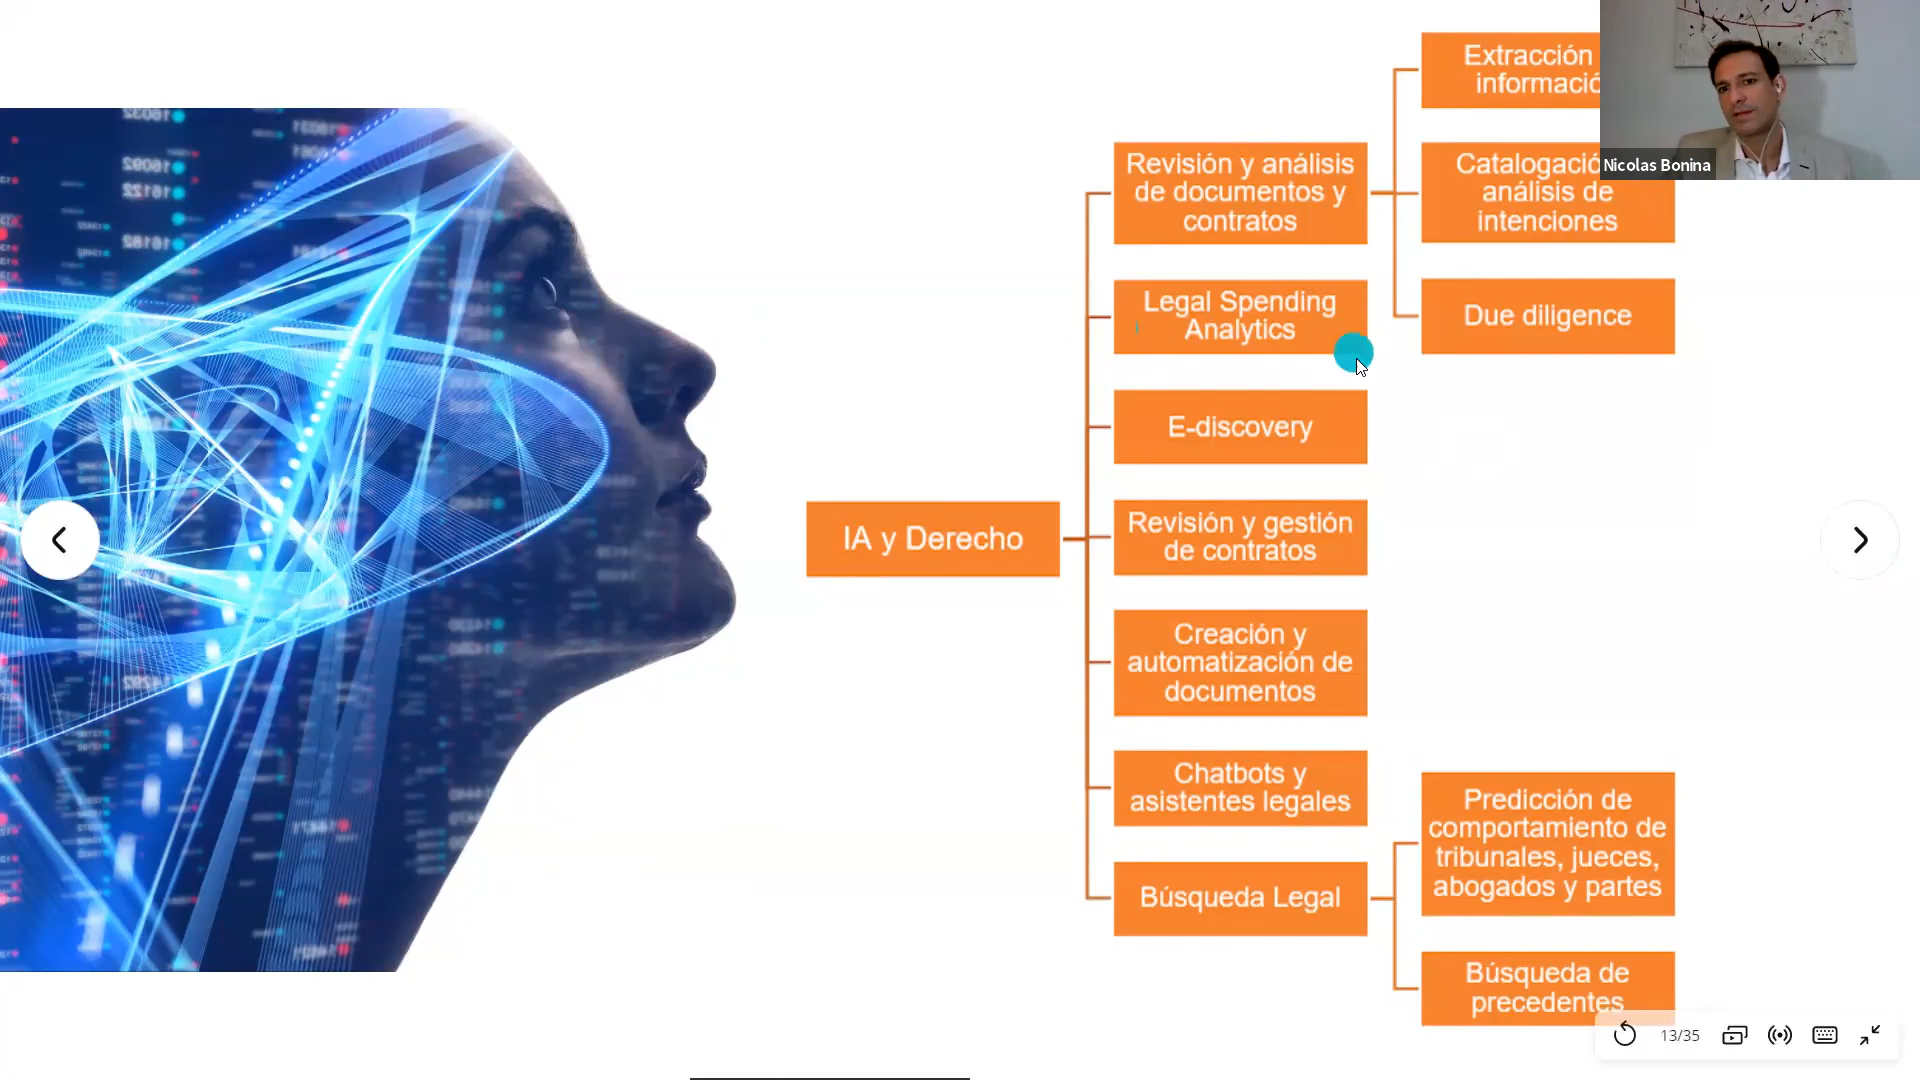 Extracción
Nicolas Bonina
Revisión y análisis
de documentos y
contratos
análisis de
intenciones
Legal Spending
Analytics
Due diligence
E-discovery
IA y Derecho
Revisión y gestión
de contratos
Creación y
automatización de
documentos
Chatbots y
asistentes legales
Búsqueda Legal
Predicción de
comportamiento de
tribunales, jueces,
abogados y partes
Búsqueda de
precedentes
13/35